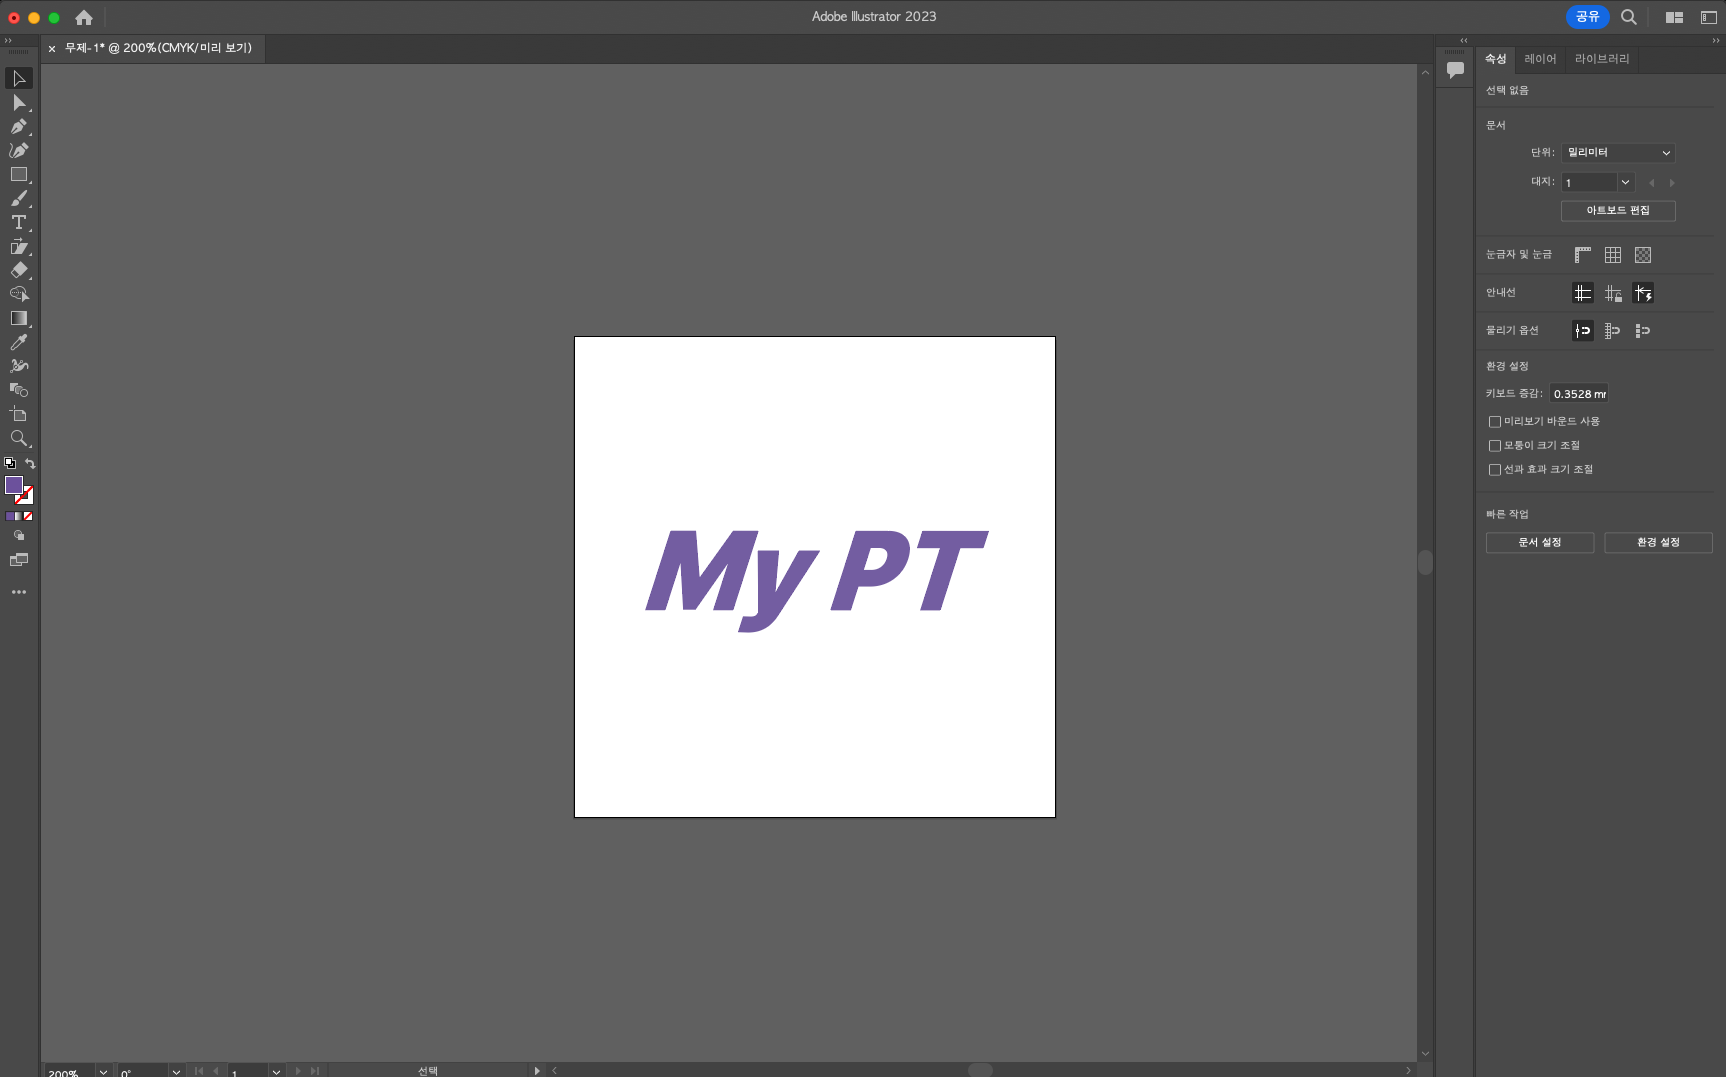 Adobe Illustrator 2023
공유
무제-1* @ 200%(CMYK/미리 보기)
속성 레이어 라이브러리
선택 없음
문서
단위: 밀리미터
대지: 1
아트보드 편집
눈금자 및 눈금
안내선
물리기 옵션
환경 설정
키보드 증감: 0.3528 mm
미리보기 바운드 사용
모퉁이 크기 조절
선과 효과 크기 조절
빠른 작업
문서 설정 환경 설정
My PT
200% 0° 1 선택